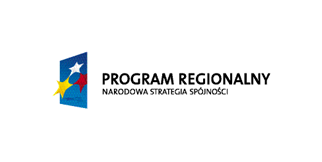 PROGRAM REGIONALNY
NARODOWA STRATEGIA SPÓJNOŚCI